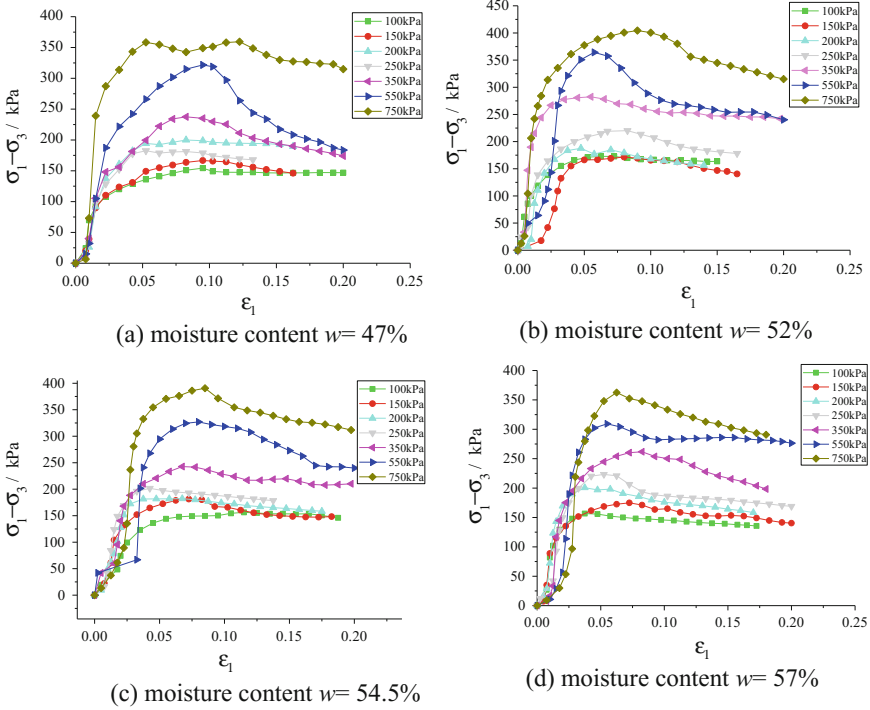 400
350
300
250
200
150
100
50
0
σ₁−σ₃ / kPa
0.00 0.05 0.10 0.15 0.20 0.25
ε₁
100kPa
150kPa
200kPa
250kPa
350kPa
550kPa
750kPa
(a) moisture content w= 47%
450
400
350
300
250
200
150
100
50
0
σ₁−σ₃ / kPa
0.00 0.05 0.10 0.15 0.20 0.25
ε₁
100kPa
150kPa
200kPa
250kPa
350kPa
550kPa
750kPa
(b) moisture content w= 52%
400
350
300
250
200
150
100
50
0
σ₁−σ₃ / kPa
0.00 0.05 0.10 0.15 0.20
ε₁
100kPa
150kPa
200kPa
250kPa
350kPa
550kPa
750kPa
(c) moisture content w= 54.5%
400
350
300
250
200
150
100
50
0
σ₁−σ₃ / kPa
0.00 0.05 0.10 0.15 0.20 0.25
ε₁
100kPa
150kPa
200kPa
250kPa
350kPa
550kPa
750kPa
(d) moisture content w= 57%